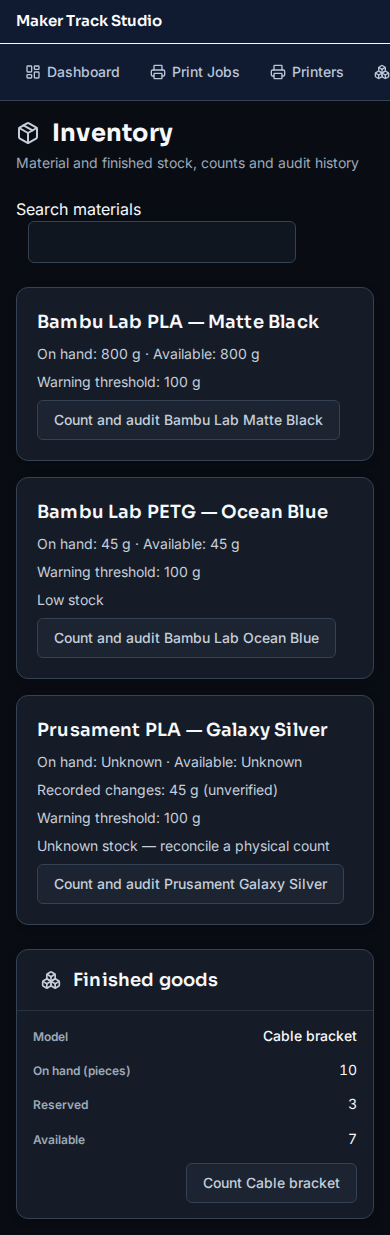 Maker Track Studio
Dashboard Print Jobs Printers
Inventory
Material and finished stock, counts and audit history
Search materials
Bambu Lab PLA — Matte Black
On hand: 800 g · Available: 800 g
Warning threshold: 100 g
Count and audit Bambu Lab Matte Black
Bambu Lab PETG — Ocean Blue
On hand: 45 g · Available: 45 g
Warning threshold: 100 g
Low stock
Count and audit Bambu Lab Ocean Blue
Prusament PLA — Galaxy Silver
On hand: Unknown · Available: Unknown
Recorded changes: 45 g (unverified)
Warning threshold: 100 g
Unknown stock — reconcile a physical count
Count and audit Prusament Galaxy Silver
Finished goods
Model Cable bracket
On hand (pieces) 10
Reserved 3
Available 7
Count Cable bracket